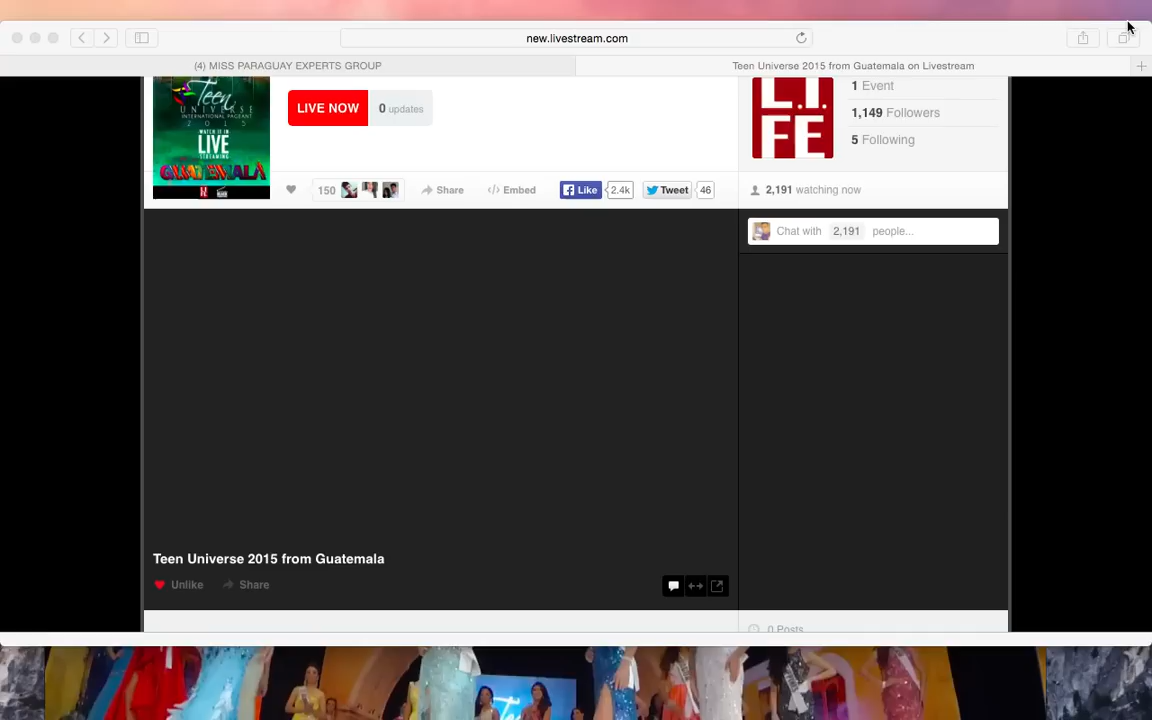 new.livestream.com
(4) MISS PARAGUAY EXPERTS GROUP
Teen Universe 2015 from Guatemala on Livestream
Teen
UNIVERSE
INTERNATIONAL PAGEANT
2015
WATCH IT IN
LIVE
STREAMING
GUATEMALA
LIVE NOW 0 updates
150 Share Embed Like 2.4k Tweet 46
L.I.
FE
1 Event
1,149 Followers
5 Following
2,191 watching now
Chat with 2,191 people...
Teen Universe 2015 from Guatemala
Unlike Share
0 Posts
Teen